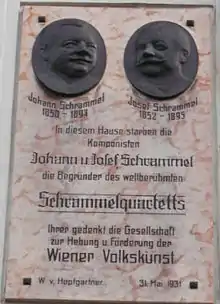 Johann Schrammel Josef Schrammel
1850 - 1893 1852 - 1895
In diesem Hause starben die
Komponisten
Johann u Josef Schrammel
die Begründer des weltberühmten
Schrammelquartetts
Ihrer gedenkt die Gesellschaft
zur Hebung u Förderung der
Wiener Volkskunst
W. v. Hopfgartner. 31. Mai 1931